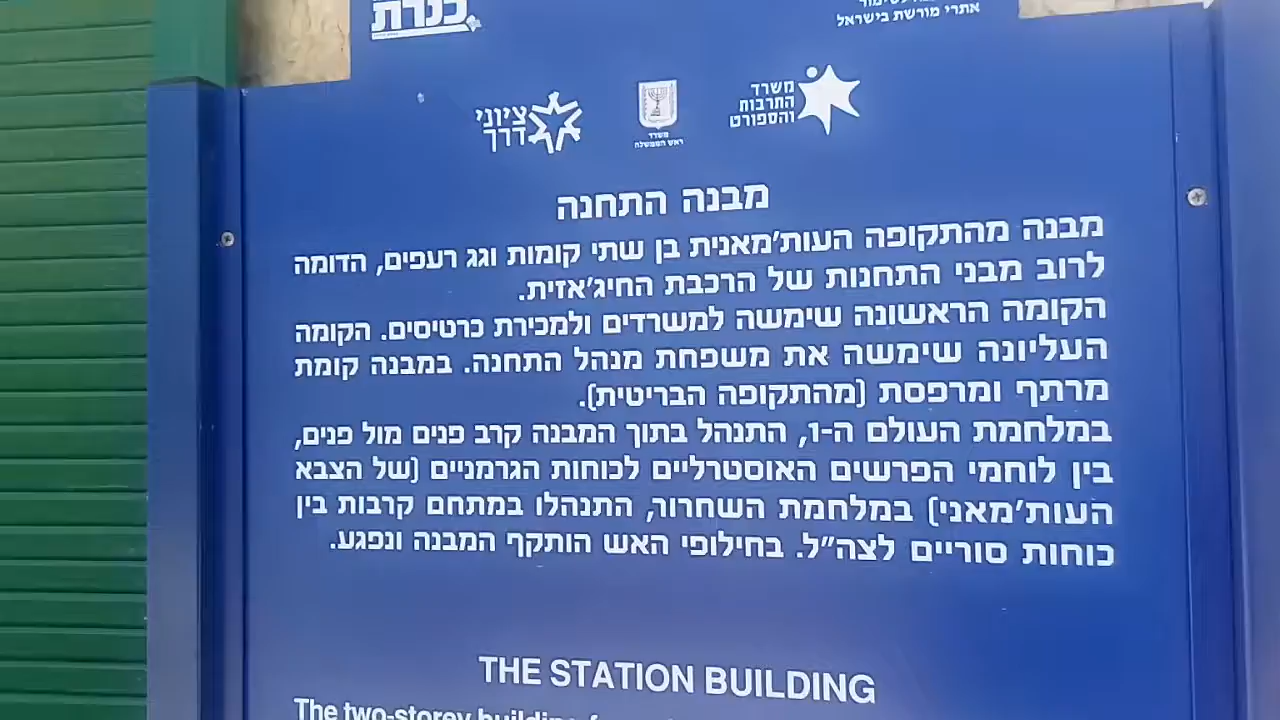 כנרת
אתרי מורשת בישראל
משרד
התרבות
והספורט
משרד
ראש הממשלה
ציוני
דרך
מבנה התחנה
מבנה מהתקופה העות'מאנית בן שתי קומות וגג רעפים, הדומה
לרוב מבני התחנות של הרכבת החיג'אזית.
הקומה הראשונה שימשה למשרדים ולמכירת כרטיסים. הקומה
העליונה שימשה את משפחת מנהל התחנה. במבנה קומת
מרתף ומרפסת (מהתקופה הבריטית).
במלחמת העולם ה-1, התנהל בתוך המבנה קרב פנים מול פנים,
בין לוחמי הפרשים האוסטרליים לכוחות הגרמניים (של הצבא
העות'מאני) במלחמת השחרור, התנהלו במתחם קרבות בין
כוחות סוריים לצה"ל. בחילופי האש הותקף המבנה ונפגע.
THE STATION BUILDING
The two-storey building